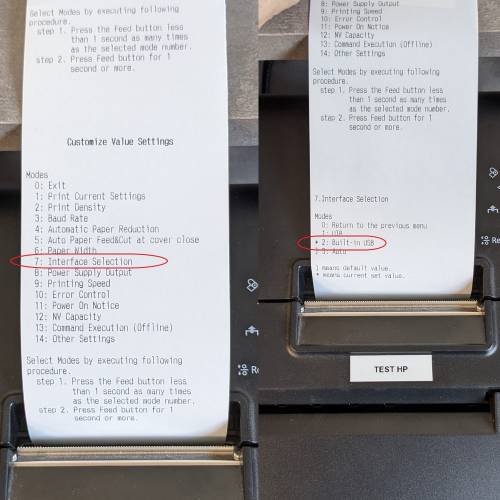 Select Modes by executing following
procedure.
step 1. Press the Feed button less
than 1 second as many times
as the selected mode number.
step 2. Press Feed button for 1
second or more.
Customize Value Settings
Modes
0: Exit
1: Print Current Settings
2: Print Density
3: Baud Rate
4: Automatic Paper Reduction
5: Auto Paper Feed&Cut at cover close
6: Paper Width
7: Interface Selection
8: Power Supply Output
9: Printing Speed
10: Error Control
11: Power On Notice
12: NV Capacity
13: Command Execution (Offline)
14: Other Settings
Select Modes by executing following
procedure.
step 1. Press the Feed button less
than 1 second as many times
as the selected mode number.
step 2. Press Feed button for 1
second or more.
8: Power Supply Output
9: Printing Speed
10: Error Control
11: Power On Notice
12: NV Capacity
13: Command Execution (Offline)
14: Other Settings
Select Modes by executing following
procedure.
step 1. Press the Feed button less
than 1 second as many times
as the selected mode number.
step 2. Press Feed button for 1
second or more.
7.Interface Selection
Modes
0: Return to the previous menu
1: UIB
* 2: Built-in USB
3: Auto
] means default value.
* means current set value.
TEST HP